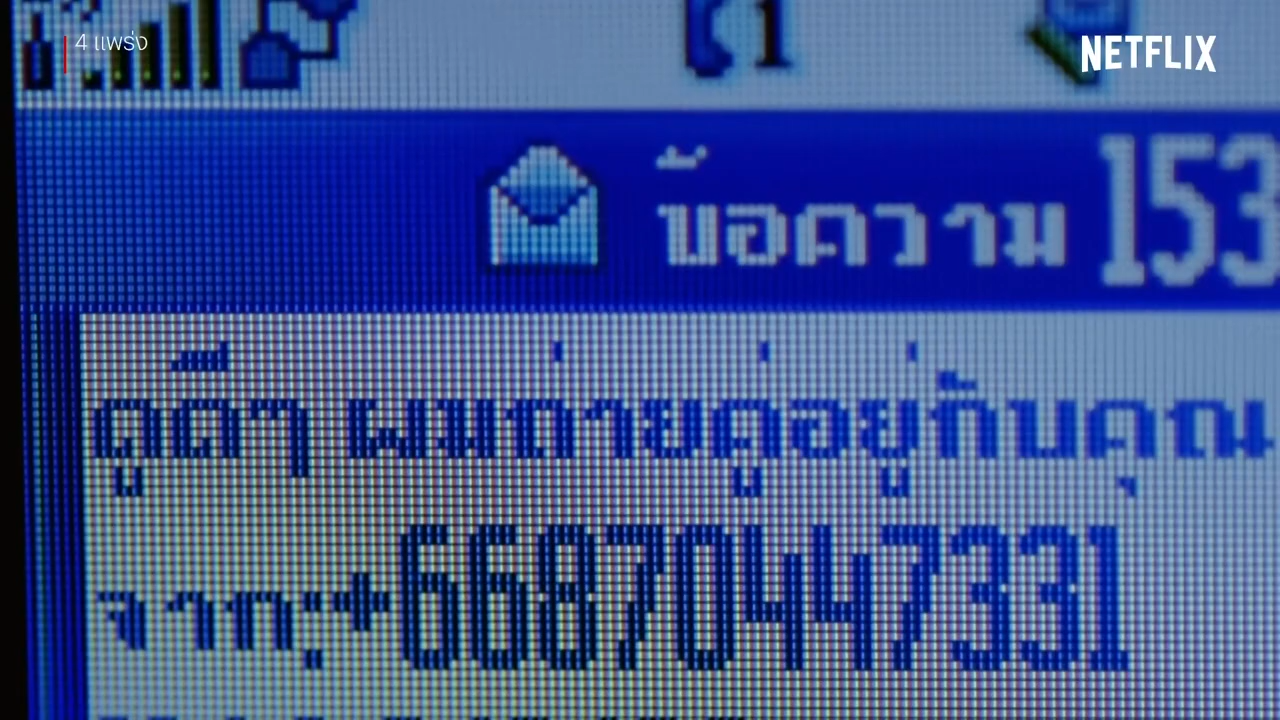 4 แพร่ง
NETFLIX
1
ข้อความ 153
ดูดีๆ ผมถ่ายคู่อยู่กับคุณ
จาก:+66870447331